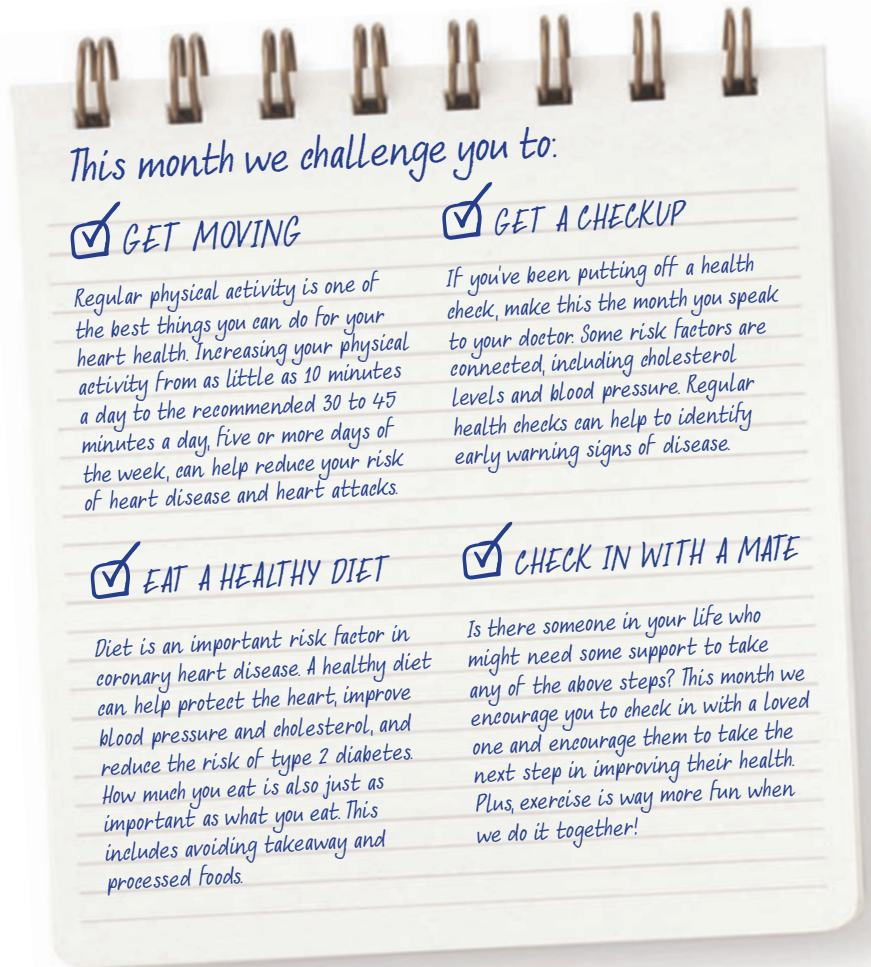 This month we challenge you to:
GET MOVING
Regular physical activity is one of
the best things you can do for your
heart health. Increasing your physical
activity from as little as 10 minutes
a day to the recommended 30 to 45
minutes a day, five or more days of
the week, can help reduce your risk
of heart disease and heart attacks.
GET A CHECKUP
If you've been putting off a health
check, make this the month you speak
to your doctor. Some risk factors are
connected, including cholesterol
levels and blood pressure. Regular
health checks can help to identify
early warning signs of disease.
EAT A HEALTHY DIET
Diet is an important risk factor in
coronary heart disease. A healthy diet
can help protect the heart, improve
blood pressure and cholesterol, and
reduce the risk of type 2 diabetes.
How much you eat is also just as
important as what you eat. This
includes avoiding takeaway and
processed foods.
CHECK IN WITH A MATE
Is there someone in your life who
might need some support to take
any of the above steps? This month we
encourage you to check in with a loved
one and encourage them to take the
next step in improving their health.
Plus, exercise is way more fun when
we do it together!